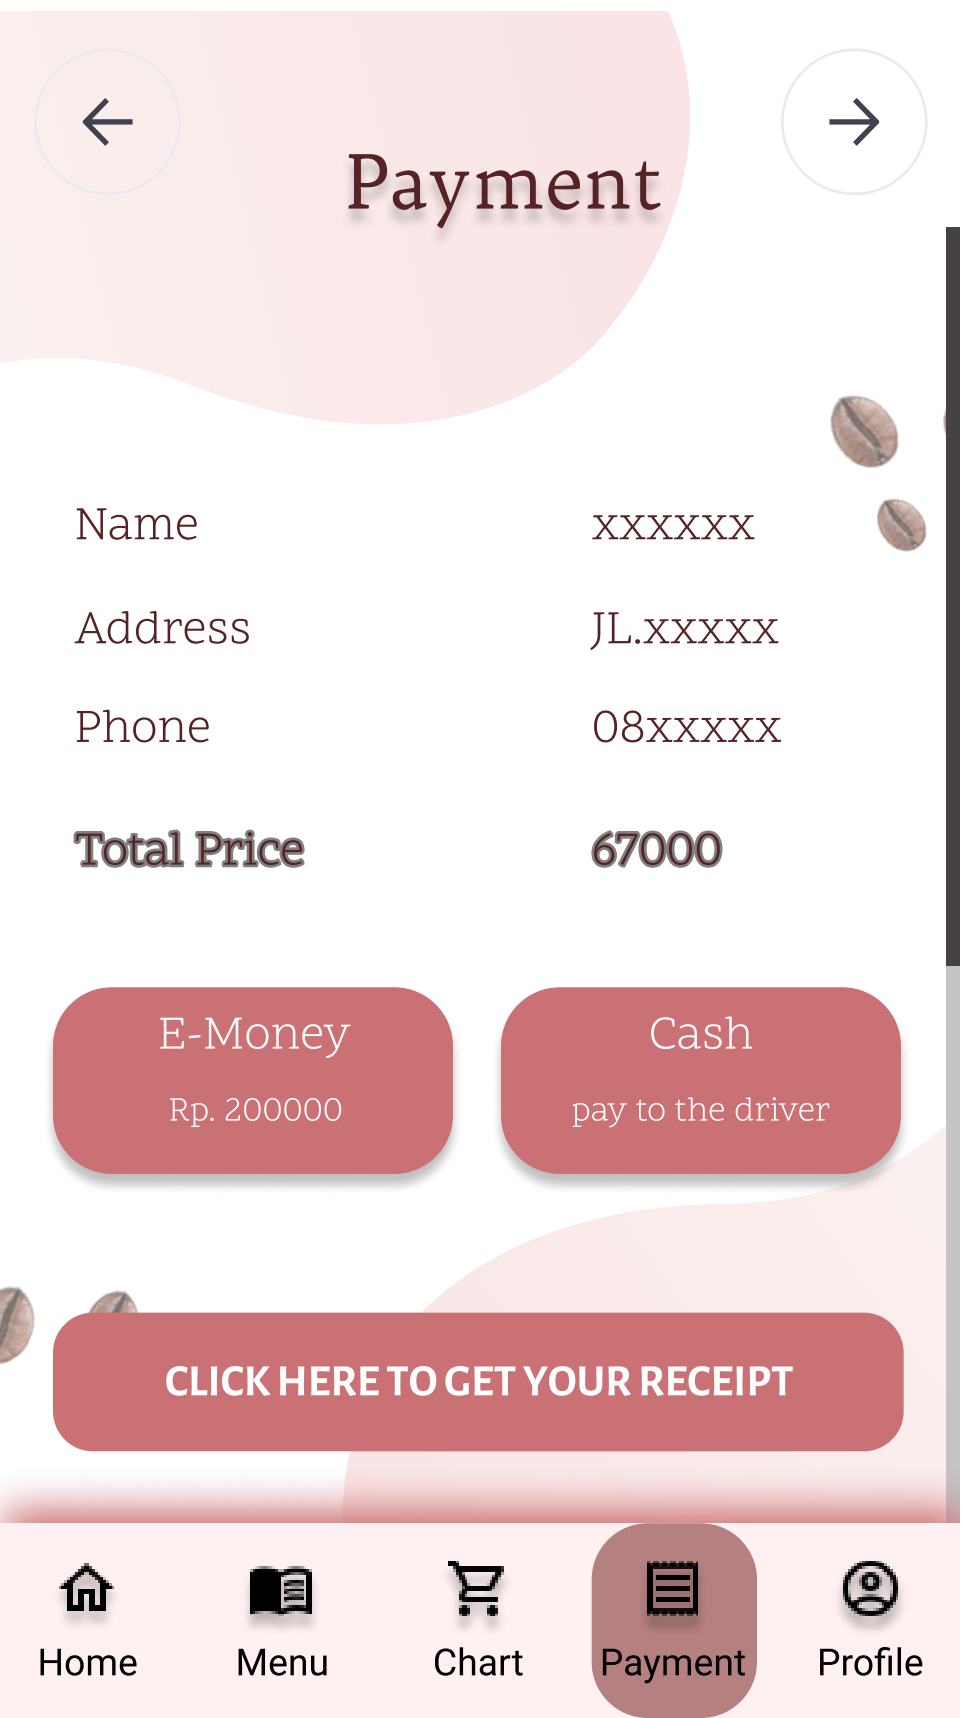 Payment
Name xxxxxx
Address JL.xxxxx
Phone 08xxxxx
Total Price 67000
E-Money Cash
Rp. 200000 pay to the driver
CLICK HERE TO GET YOUR RECEIPT
Home Menu Chart Payment Profile